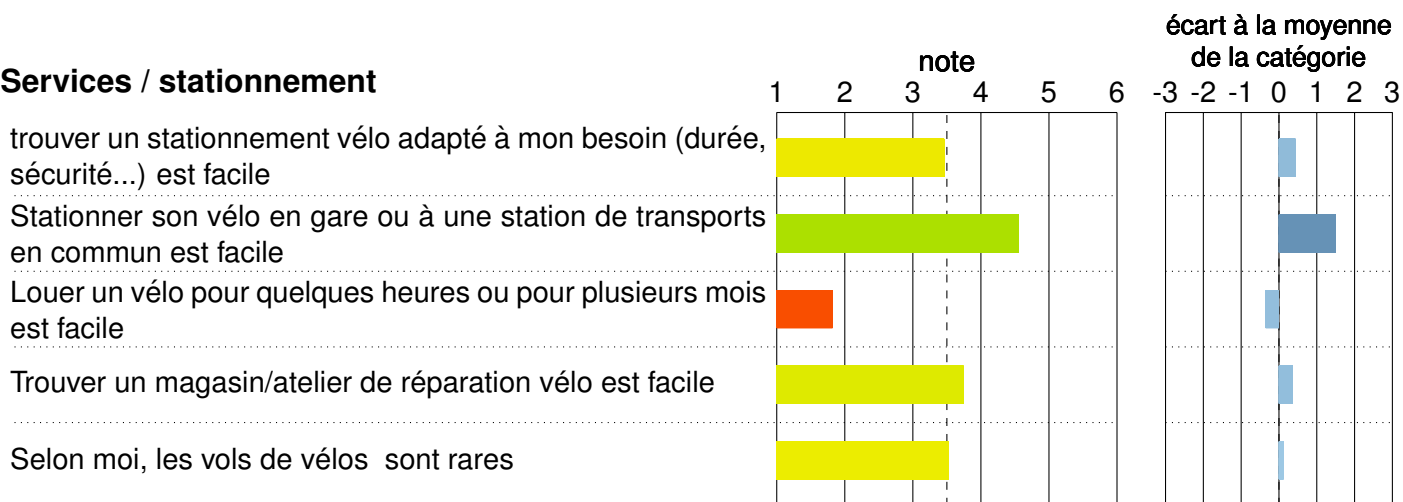 écart à la moyenne
note de la catégorie
Services / stationnement
1 2 3 4 5 6 -3 -2 -1 0 1 2 3
trouver un stationnement vélo adapté à mon besoin (durée,
sécurité...) est facile
Stationner son vélo en gare ou à une station de transports
en commun est facile
Louer un vélo pour quelques heures ou pour plusieurs mois
est facile
Trouver un magasin/atelier de réparation vélo est facile
Selon moi, les vols de vélos  sont rares